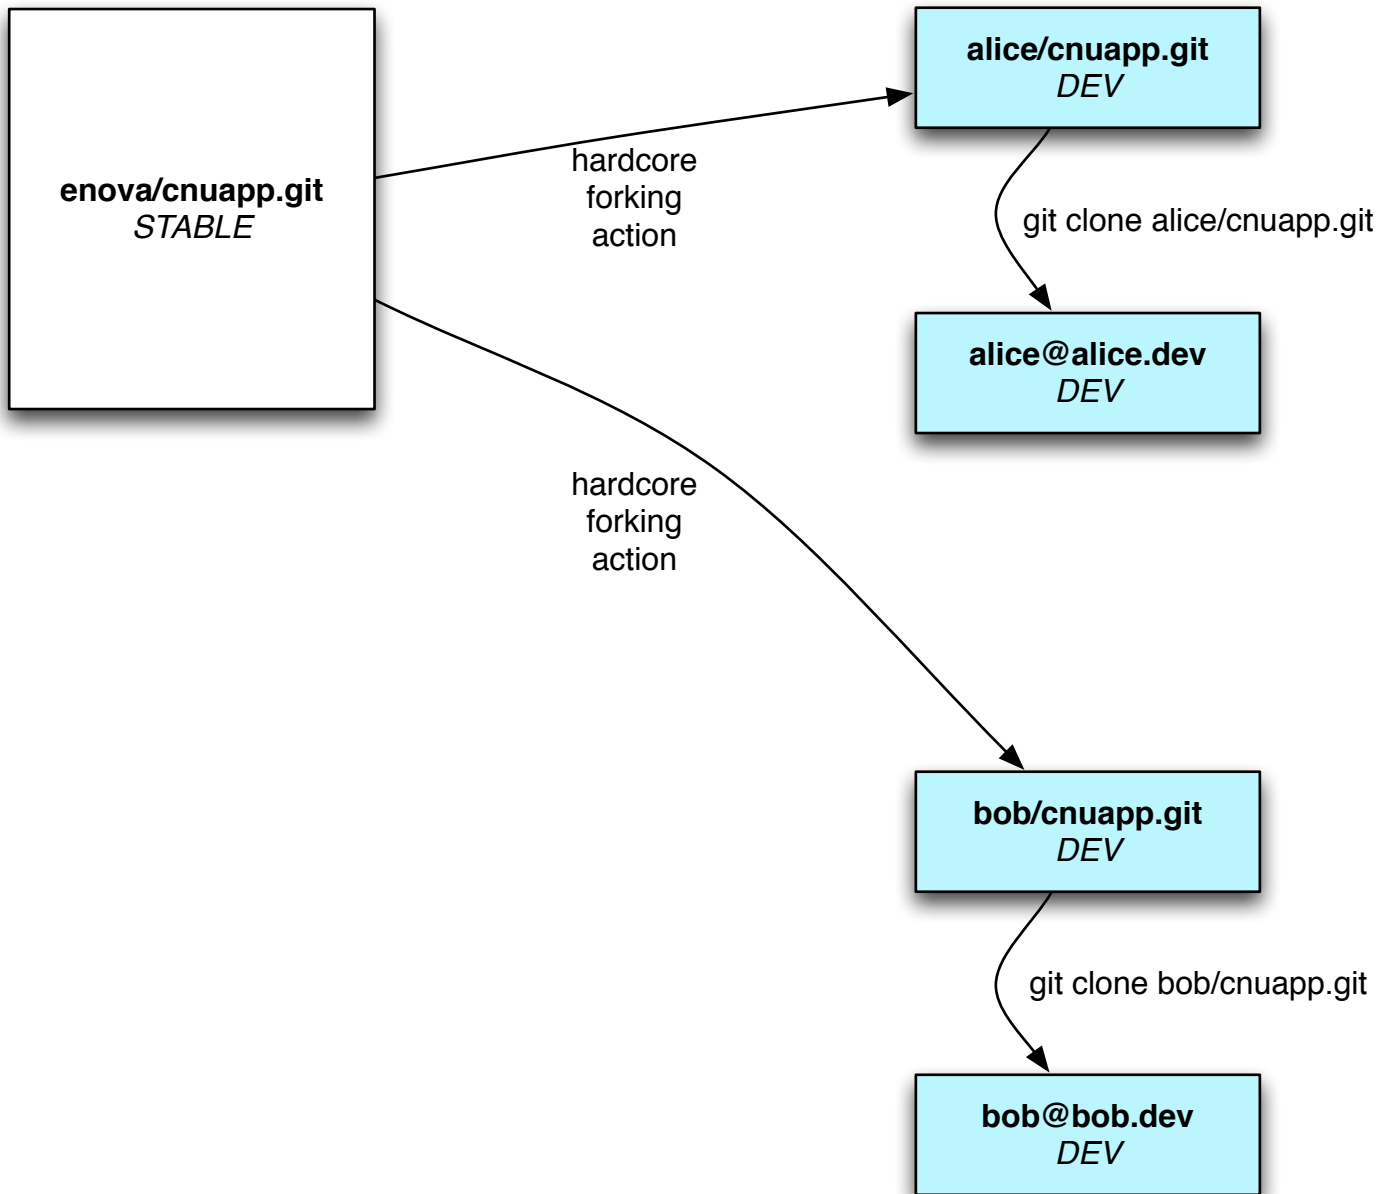 enova/cnuapp.git
STABLE
hardcore
forking
action
alice/cnuapp.git
DEV
git clone alice/cnuapp.git
alice@alice.dev
DEV
hardcore
forking
action
bob/cnuapp.git
DEV
git clone bob/cnuapp.git
bob@bob.dev
DEV